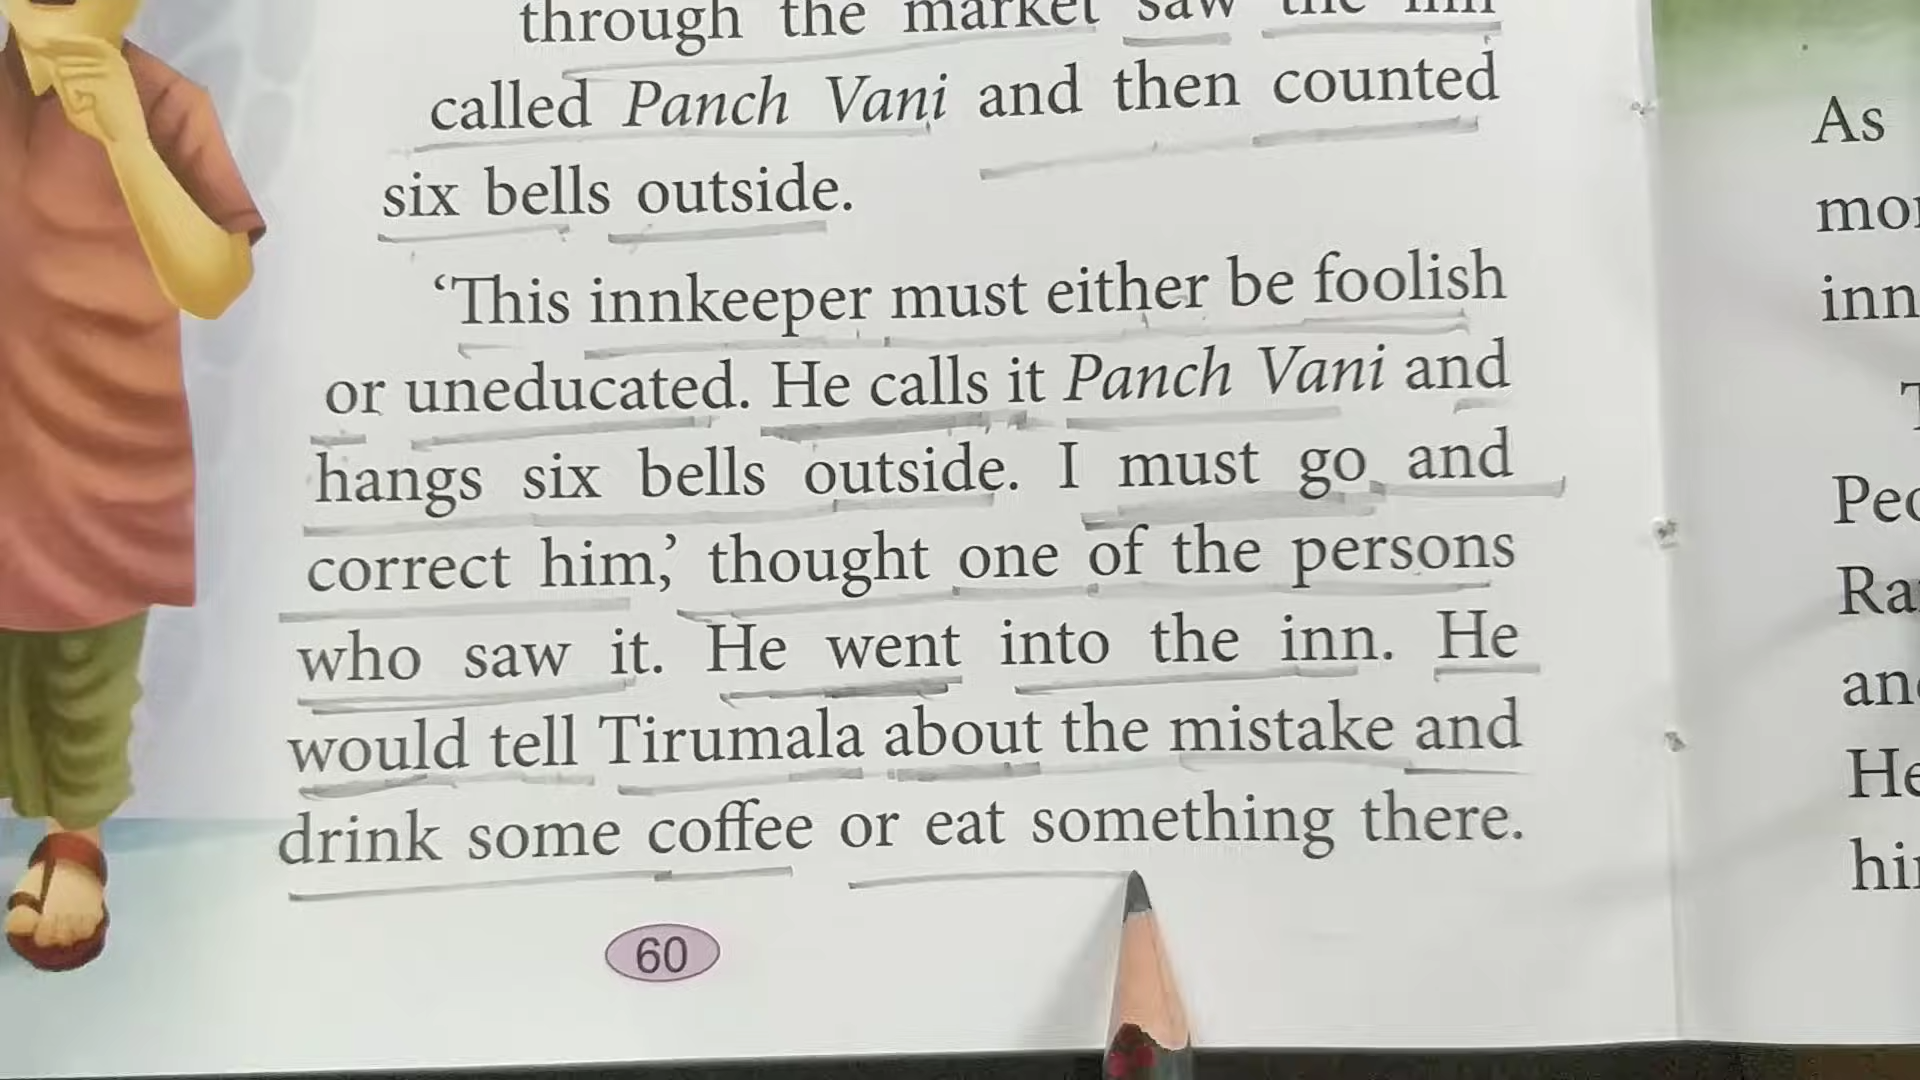 through the market saw the inn
called Panch Vani and then counted
six bells outside.
‘This innkeeper must either be foolish
or uneducated. He calls it Panch Vani and
hangs six bells outside. I must go and
correct him,’ thought one of the persons
who saw it. He went into the inn. He
would tell Tirumala about the mistake and
drink some coffee or eat something there.
60
As
inn